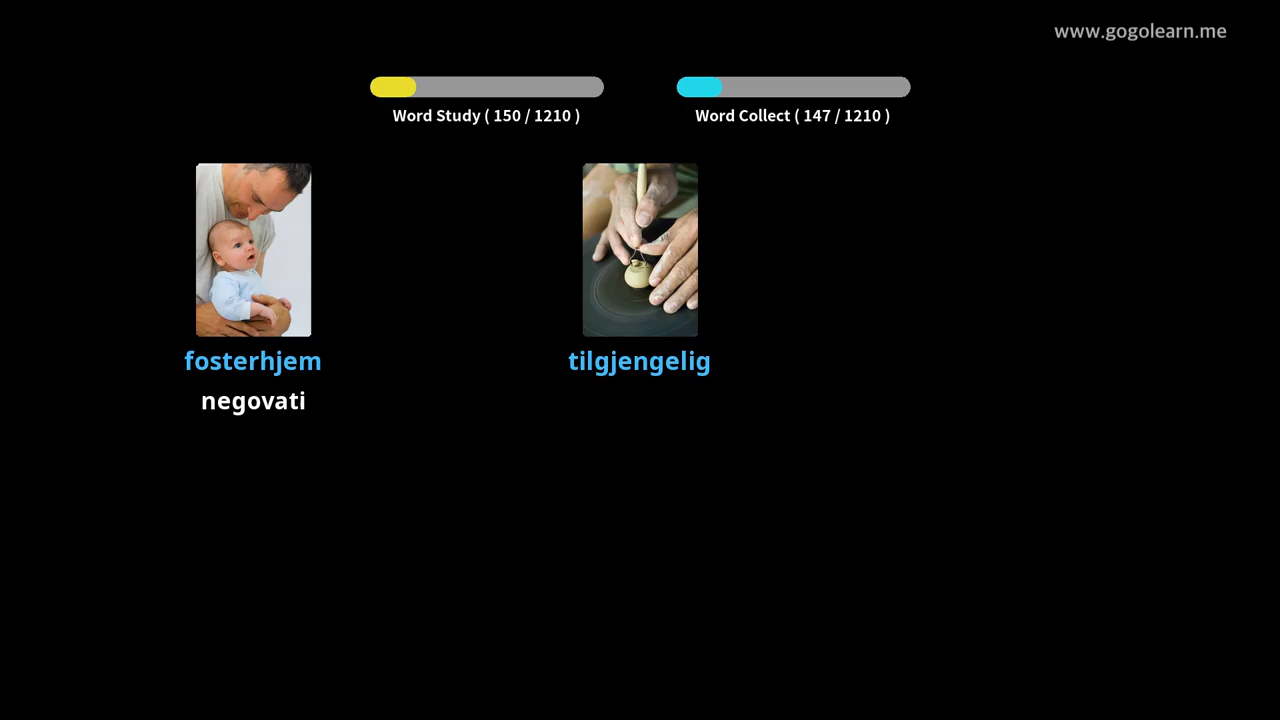 www.gogolearn.me
Word Study ( 150 / 1210 )
Word Collect ( 147 / 1210 )
fosterhjem
tilgjengelig
negovati